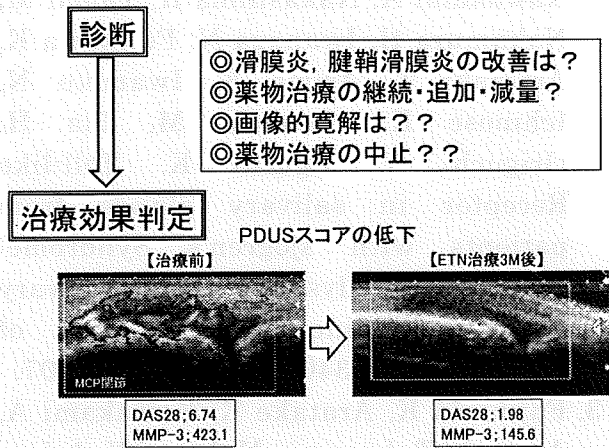 診断
◎滑膜炎，腱鞘滑膜炎の改善は？
◎薬物治療の継続・追加・減量？
◎画像的寛解は？？
◎薬物治療の中止？？
治療効果判定
PDUSスコアの低下
【治療前】
【ETN治療3M後】
MCP関節
DAS28；6.74
MMP-3；423.1
DAS28；1.98
MMP-3；145.6